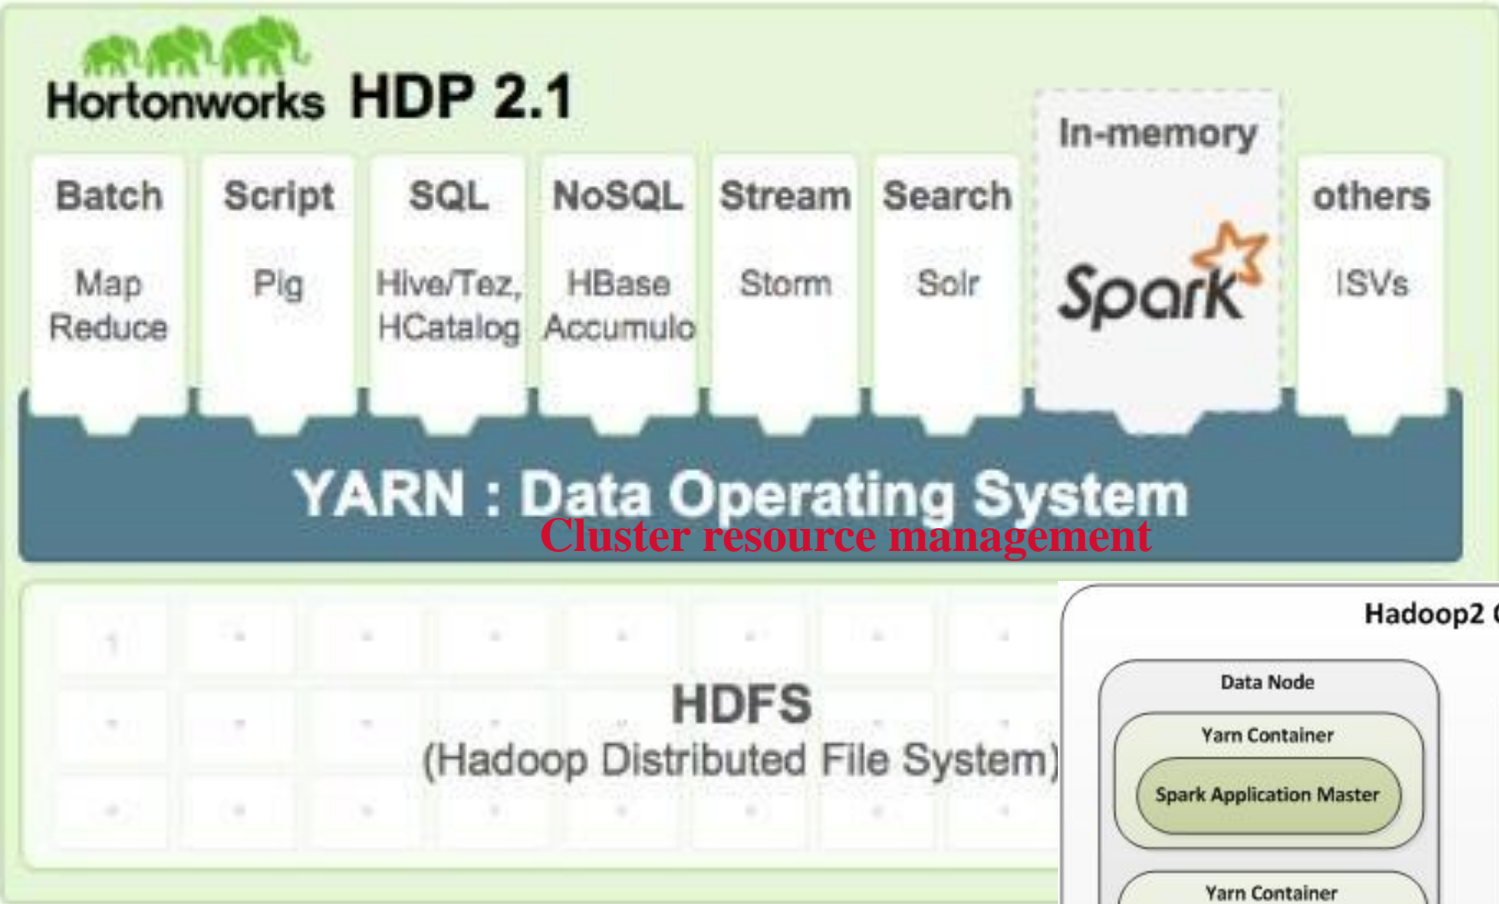 Hortonworks HDP 2.1
Batch
Map
Reduce
Script
Pig
SQL
Hive/Tez,
HCatalog
NoSQL
HBase
Accumulo
Stream
Storm
Search
Solr
In-memory
Spark
others
ISVs
YARN : Data Operating System
Cluster resource management
HDFS
(Hadoop Distributed File System)
Hadoop2
Data Node
Yarn Container
Spark Application Master
Yarn Container